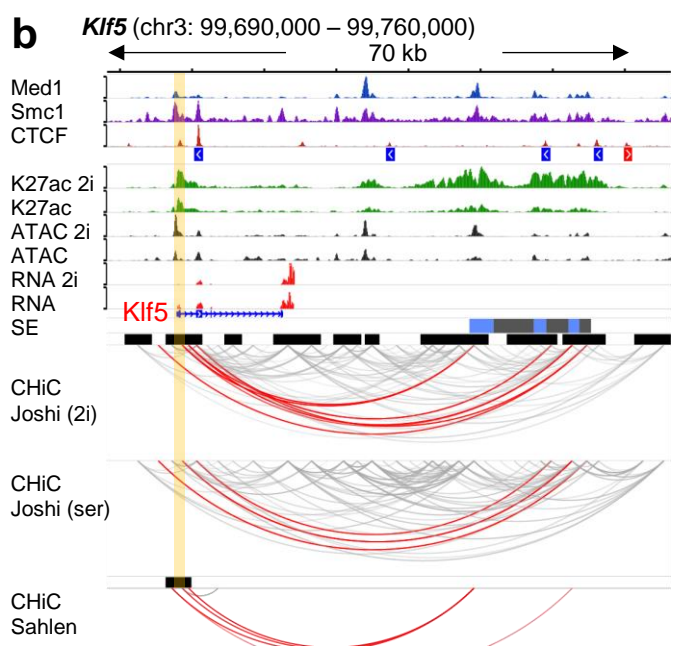 b Klf5 (chr3: 99,690,000 – 99,760,000)
70 kb
Med1
Smc1
CTCF
K27ac 2i
K27ac
ATAC 2i
ATAC
RNA 2i
RNA
Klf5
SE
CHiC
Joshi (2i)
CHiC
Joshi (ser)
CHiC
Sahlen